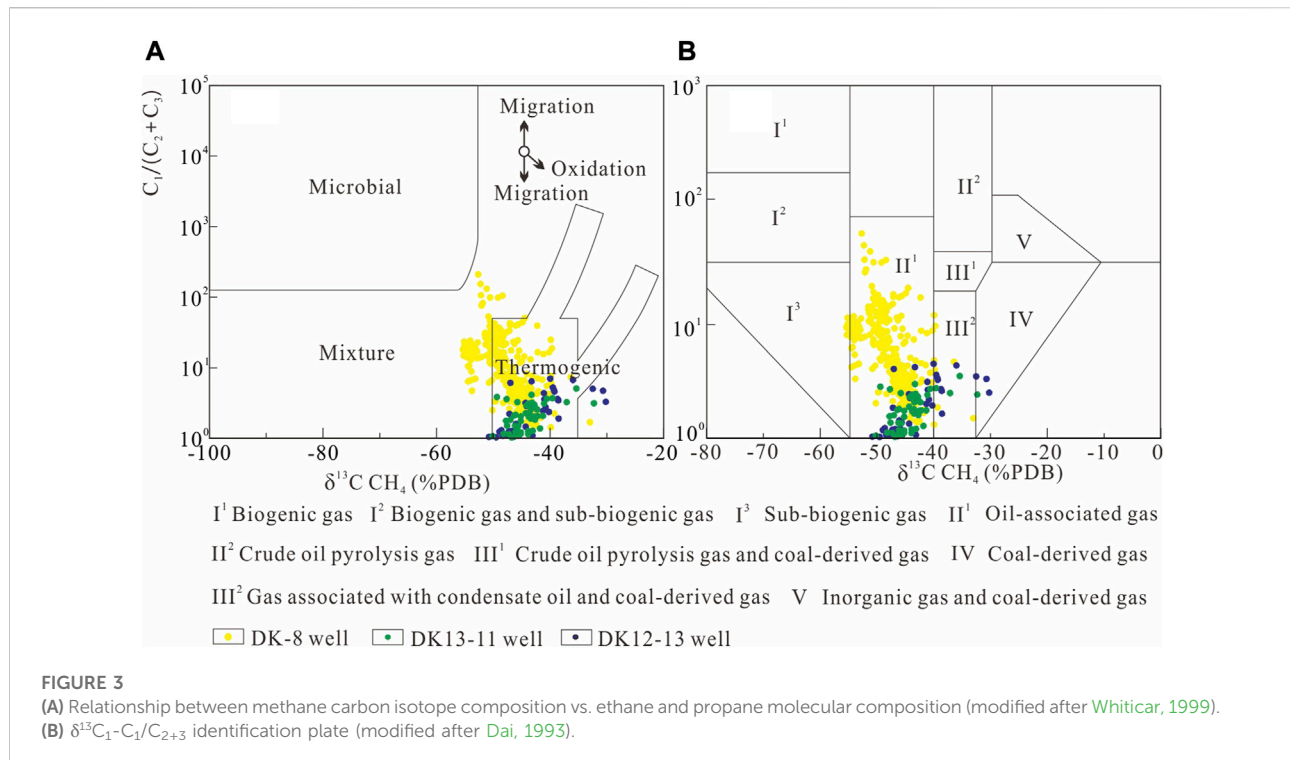 A
B
C₁/(C₂+C₃)
10⁵
10⁴
10³
10²
10¹
10⁰
Migration
Oxidation
Migration
Microbial
Mixture
Thermogenic
-100
-80
-60
-40
-20
δ¹³C CH₄ (%PDB)
10³
10²
10¹
10⁰
I¹
I²
I³
II¹
II²
III¹
III²
IV
V
-80
-70
-60
-50
-40
-30
-20
-10
0
δ¹³C CH₄ (%PDB)
I¹ Biogenic gas I² Biogenic gas and sub-biogenic gas I³ Sub-biogenic gas II¹ Oil-associated gas
II² Crude oil pyrolysis gas III¹ Crude oil pyrolysis gas and coal-derived gas IV Coal-derived gas
III² Gas associated with condensate oil and coal-derived gas V Inorganic gas and coal-derived gas
DK-8 well DK13-11 well DK12-13 well
FIGURE 3
(A) Relationship between methane carbon isotope composition vs. ethane and propane molecular composition (modified after Whiticar, 1999).
(B) δ¹³C₁-C₁/C₂₊₃ identification plate (modified after Dai, 1993).